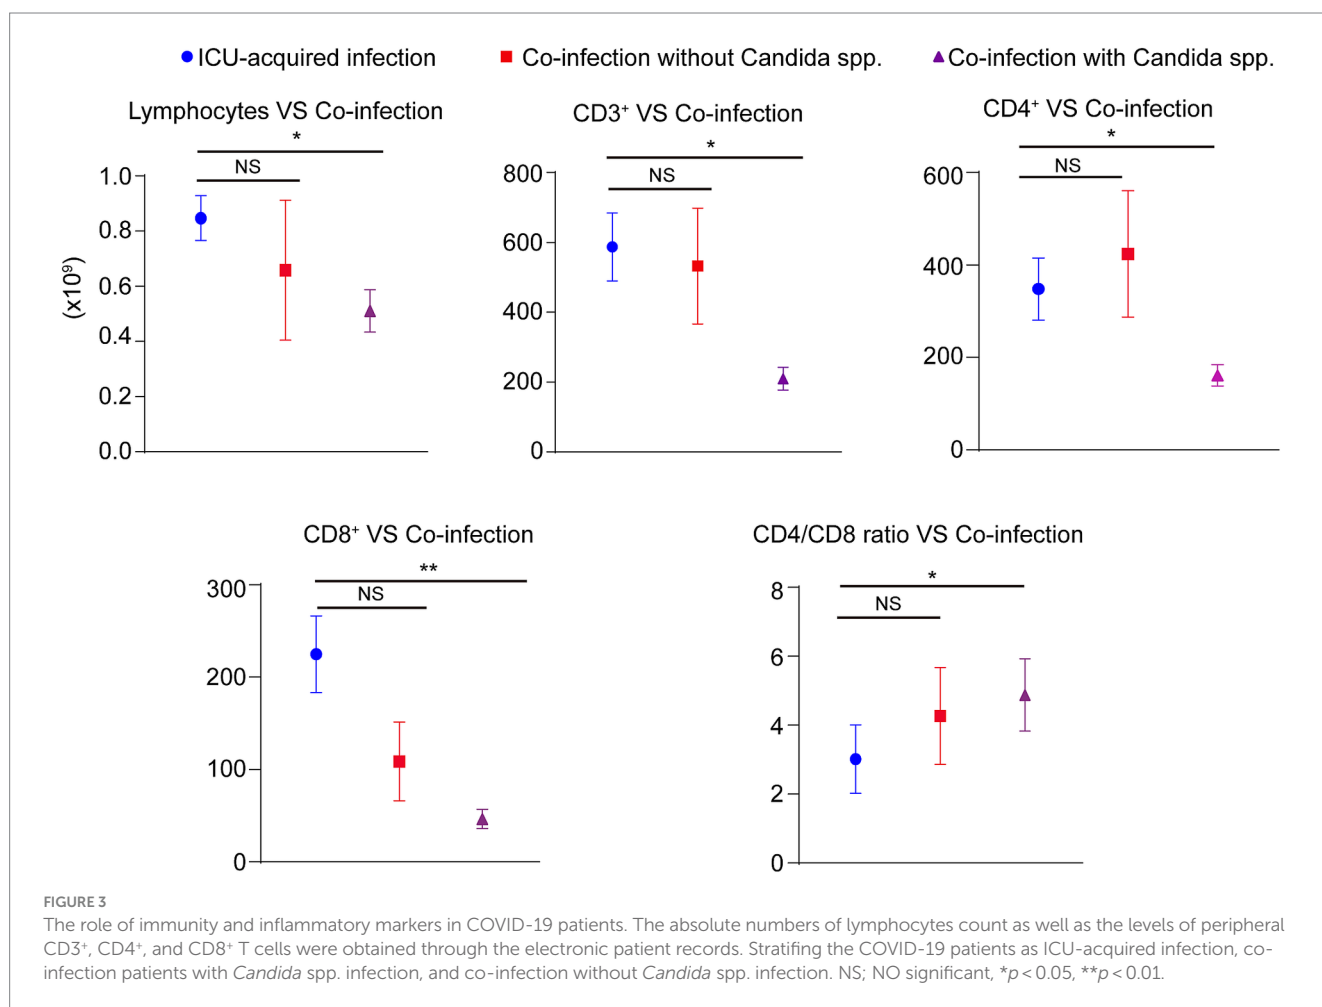 ICU-acquired infection Co-infection without Candida spp. Co-infection with Candida spp.
Lymphocytes VS Co-infection
*
NS
1.0
0.8
0.6
0.4
0.2
0.0
(x10⁹)
CD3⁺ VS Co-infection
*
NS
800
600
400
200
0
CD4⁺ VS Co-infection
*
NS
600
400
200
0
CD8⁺ VS Co-infection
**
NS
300
200
100
0
CD4/CD8 ratio VS Co-infection
*
NS
8
6
4
2
0
FIGURE 3
The role of immunity and inflammatory markers in COVID-19 patients. The absolute numbers of lymphocytes count as well as the levels of peripheral
CD3⁺, CD4⁺, and CD8⁺ T cells were obtained through the electronic patient records. Stratifing the COVID-19 patients as ICU-acquired infection, co-
infection patients with Candida spp. infection, and co-infection without Candida spp. infection. NS; NO significant, *p < 0.05, **p < 0.01.